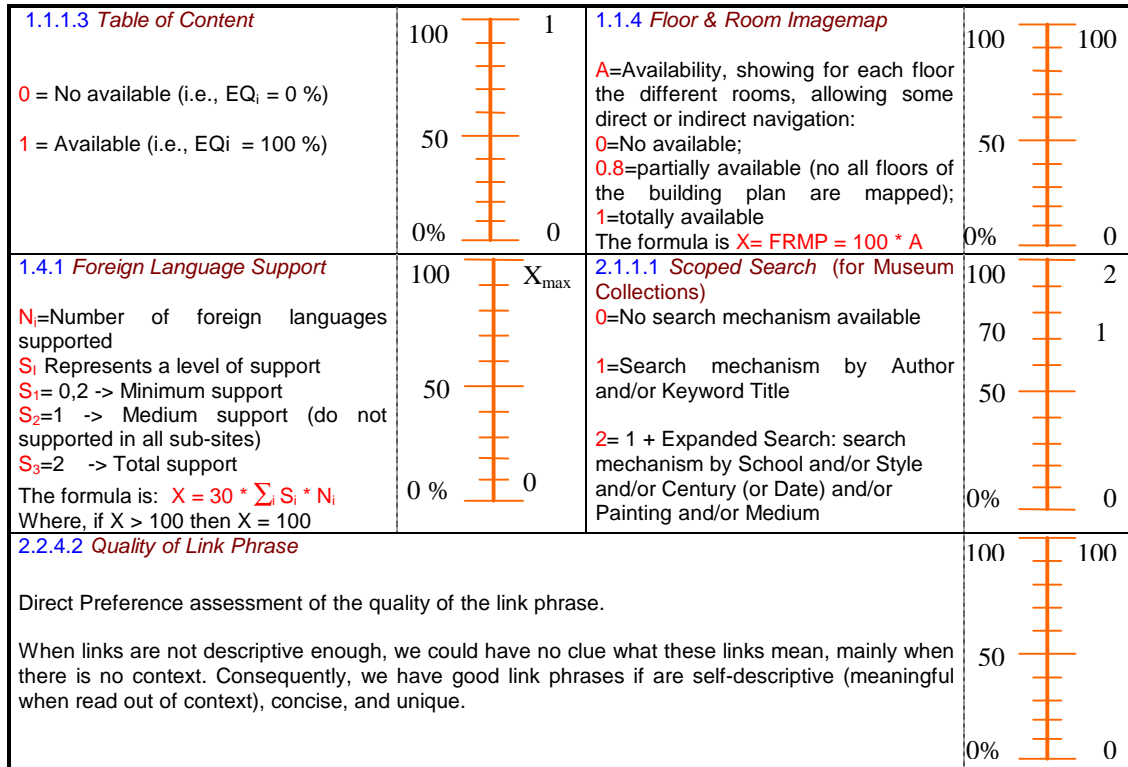 1.1.1.3 Table of Content
0 = No available (i.e., EQi = 0 %)
1 = Available (i.e., EQi = 100 %)
100 1
50
0% 0
1.1.4 Floor & Room Imagemap
A=Availability, showing for each floor
the different rooms, allowing some
direct or indirect navigation:
0=No available;
0.8=partially available (no all floors of
the building plan are mapped);
1=totally available
The formula is X= FRMP = 100 * A
100 100
50
0% 0
1.4.1 Foreign Language Support
Ni=Number of foreign languages
supported
SI Represents a level of support
S1= 0,2 -> Minimum support
S2=1 -> Medium support (do not
supported in all sub-sites)
S3=2 -> Total support
The formula is: X = 30 * ∑i Si * Ni
Where, if X > 100 then X = 100
100 Xmax
50
0 % 0
2.1.1.1 Scoped Search (for Museum
Collections)
0=No search mechanism available
1=Search mechanism by Author
and/or Keyword Title
2= 1 + Expanded Search: search
mechanism by School and/or Style
and/or Century (or Date) and/or
Painting and/or Medium
100 2
70 1
50
0% 0
2.2.4.2 Quality of Link Phrase
Direct Preference assessment of the quality of the link phrase.
When links are not descriptive enough, we could have no clue what these links mean, mainly when
there is no context. Consequently, we have good link phrases if are self-descriptive (meaningful
when read out of context), concise, and unique.
100 100
50
0% 0